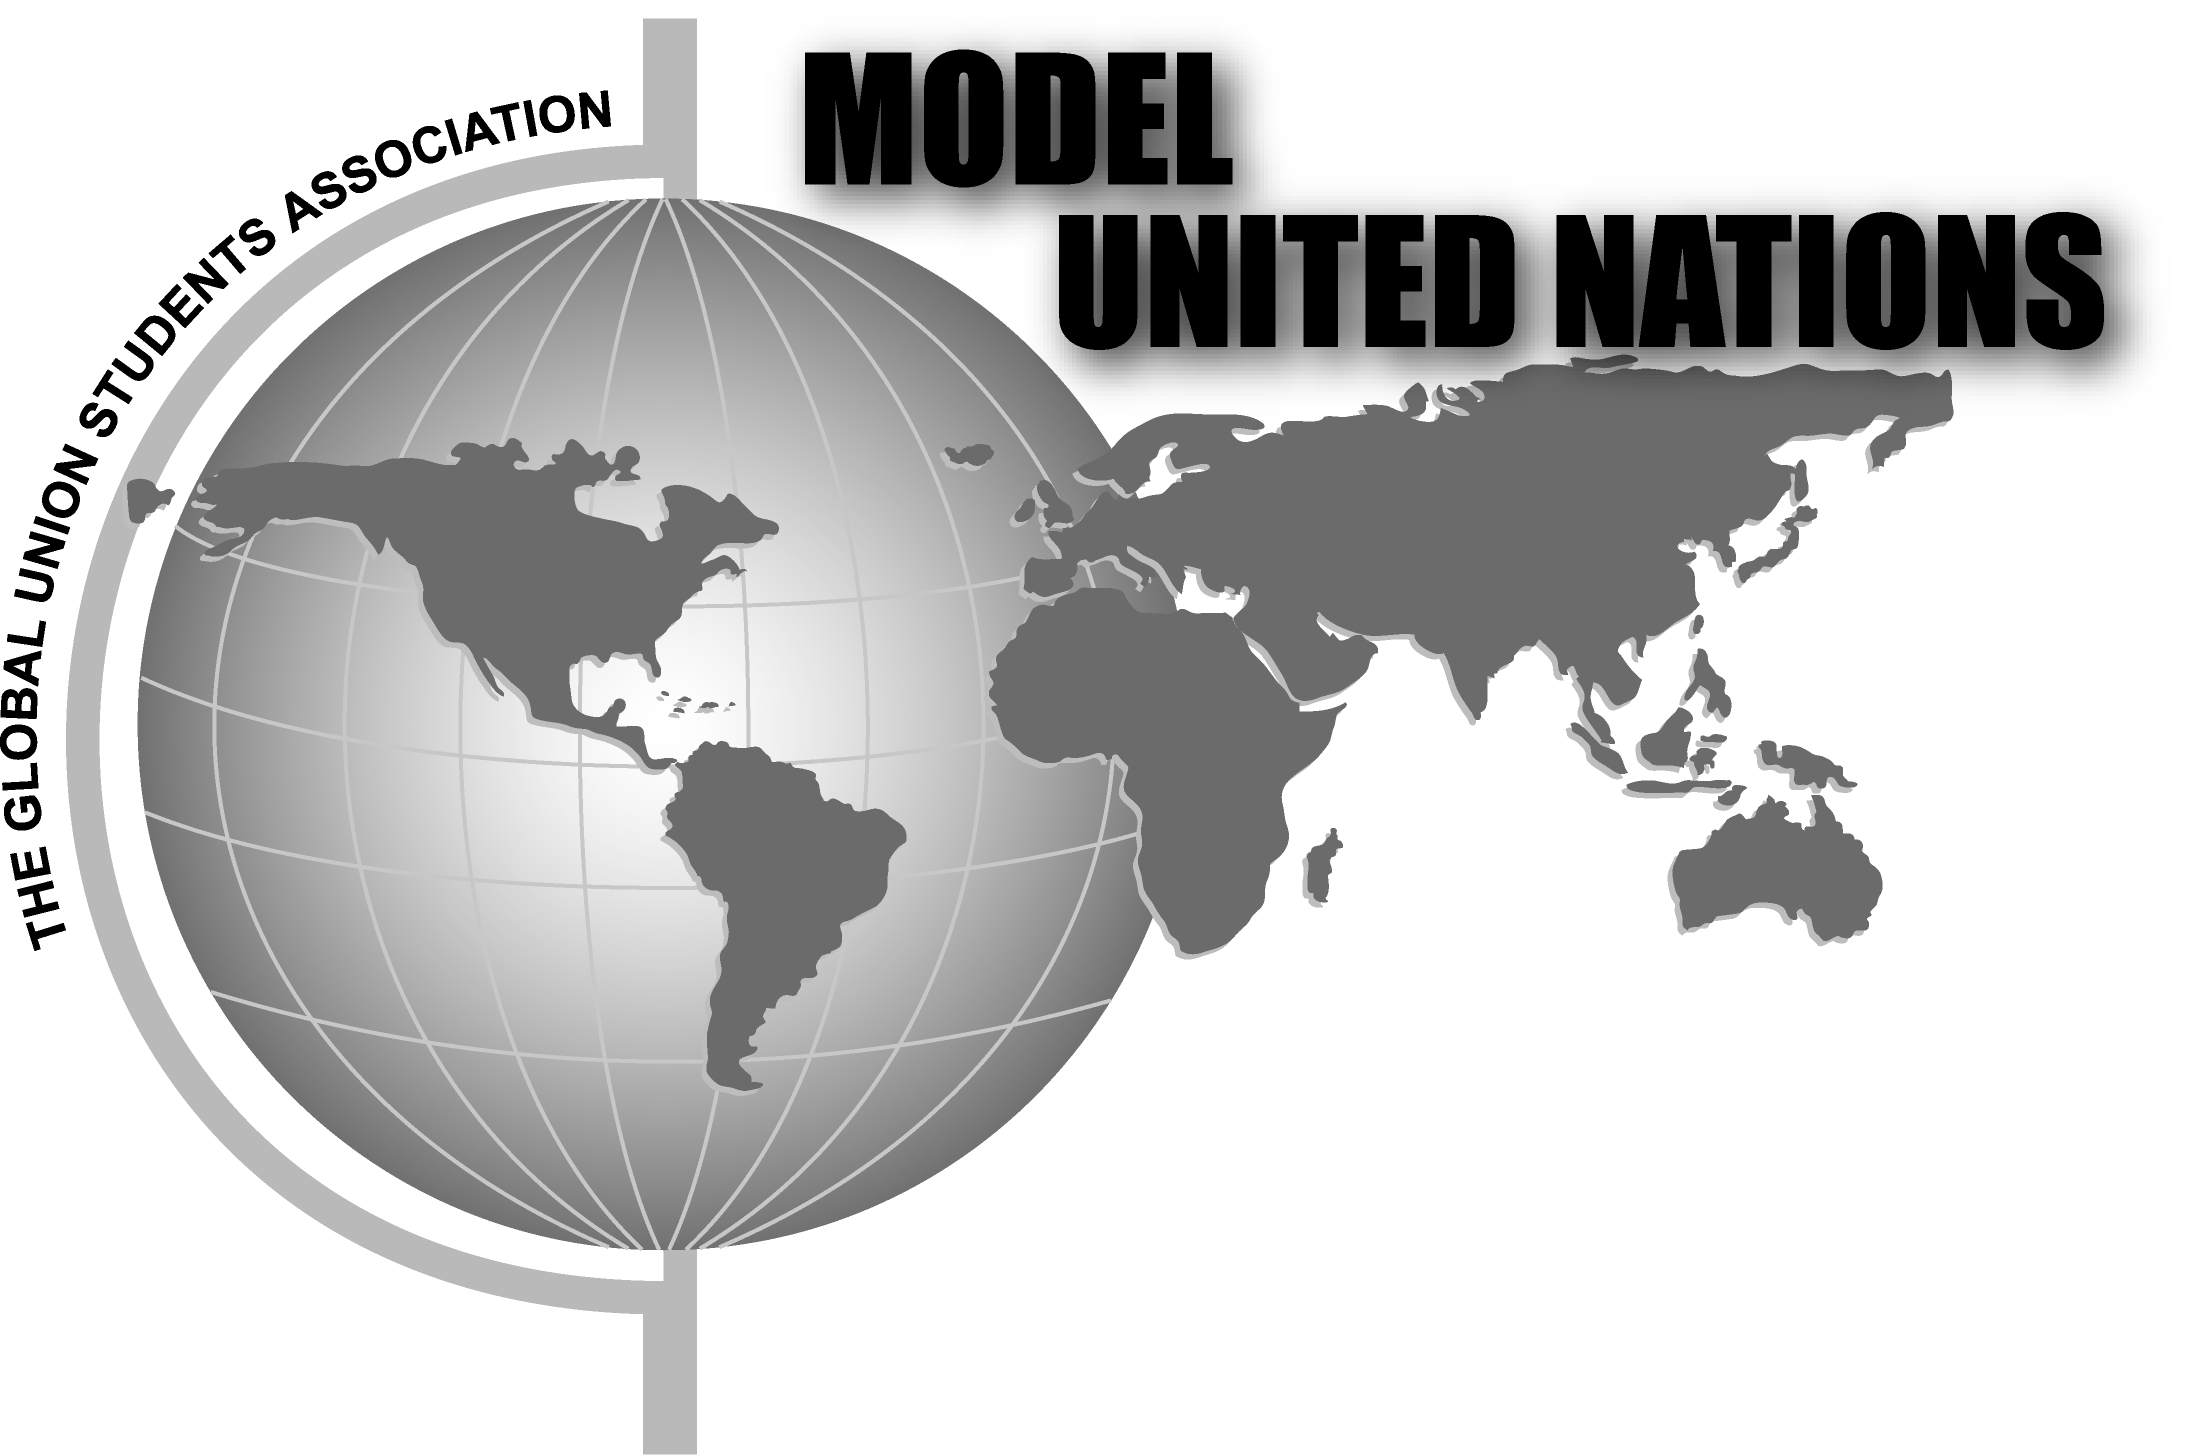 THE GLOBAL UNION STUDENTS ASSOCIATION
MODEL
UNITED NATIONS